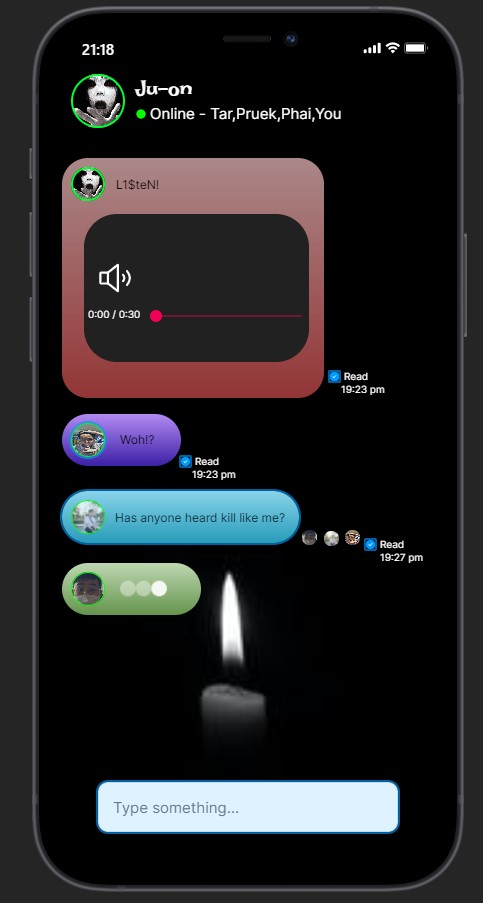 21:18
Ju-on
Online - Tar,Pruek,Phai,You
L1$teN!
0:00 / 0:30
Read
19:23 pm
Woh!?
Read
19:23 pm
Has anyone heard kill like me?
Read
19:27 pm
Type something...